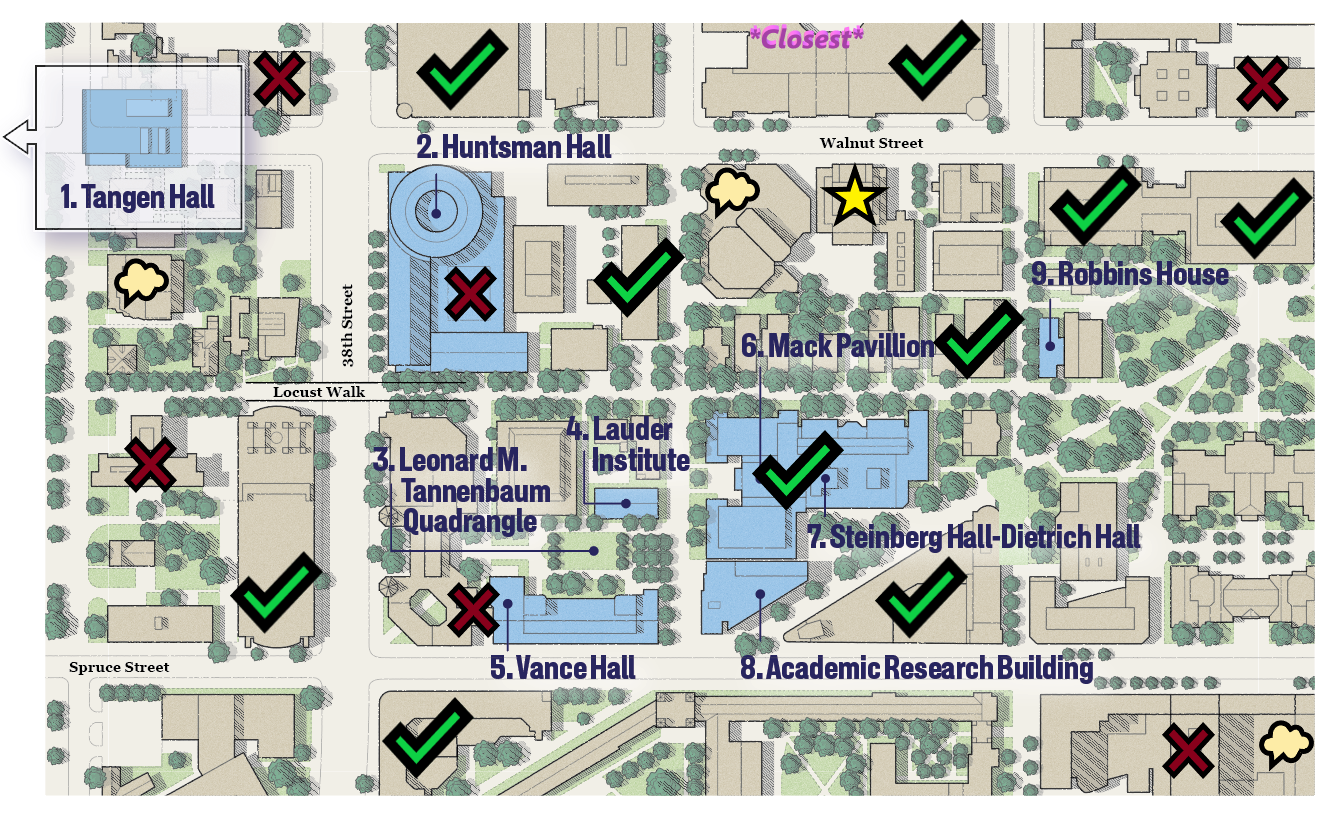 *Closest*
Walnut Street
2. Huntsman Hall
1. Tangen Hall
9. Robbins House
38th Street
6. Mack Pavillion
Locust Walk
4. Lauder
Institute
3. Leonard M.
Tannenbaum
Quadrangle
7. Steinberg Hall-Dietrich Hall
Spruce Street
5. Vance Hall
8. Academic Research Building